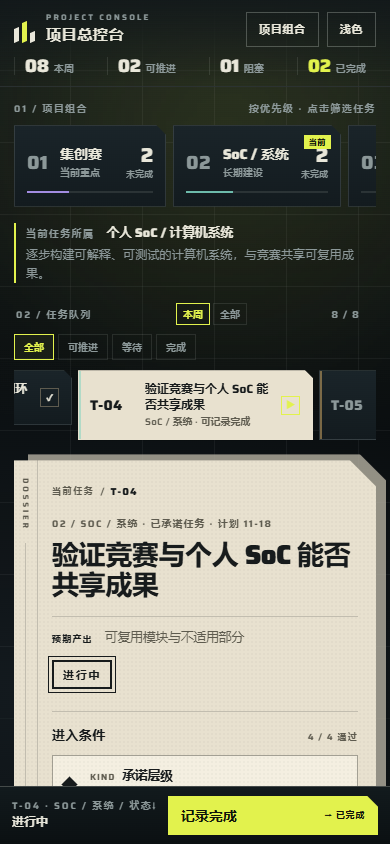 PROJECT CONSOLE
项目总控台
项目组合
浅色
08 本周
02 可推进
01 阻塞
02 已完成
01 / 项目组合
按优先级 · 点击筛选任务
01
集创赛
当前重点
2
未完成
02
SoC / 系统
长期建设
当前
2
未完成
当前任务所属 个人 SoC / 计算机系统
逐步构建可解释、可测试的计算机系统，与竞赛共享可复用成
果。
02 / 任务队列
本周
全部
8 / 8
全部
可推进
等待
完成
环
✓
T-04
验证竞赛与个人 SoC 能
否共享成果
SoC / 系统 · 可记录完成
T-05
DOSSIER
当前任务 / T-04
02 / SOC / 系统 · 已承诺任务 · 计划 11-18
验证竞赛与个人 SoC 能否
共享成果
预期产出 可复用模块与不适用部分
进行中
进入条件
4 / 4 通过
KIND 承诺层级
T-04 · SOC / 系统 / 状态
进行中
记录完成
→ 已完成